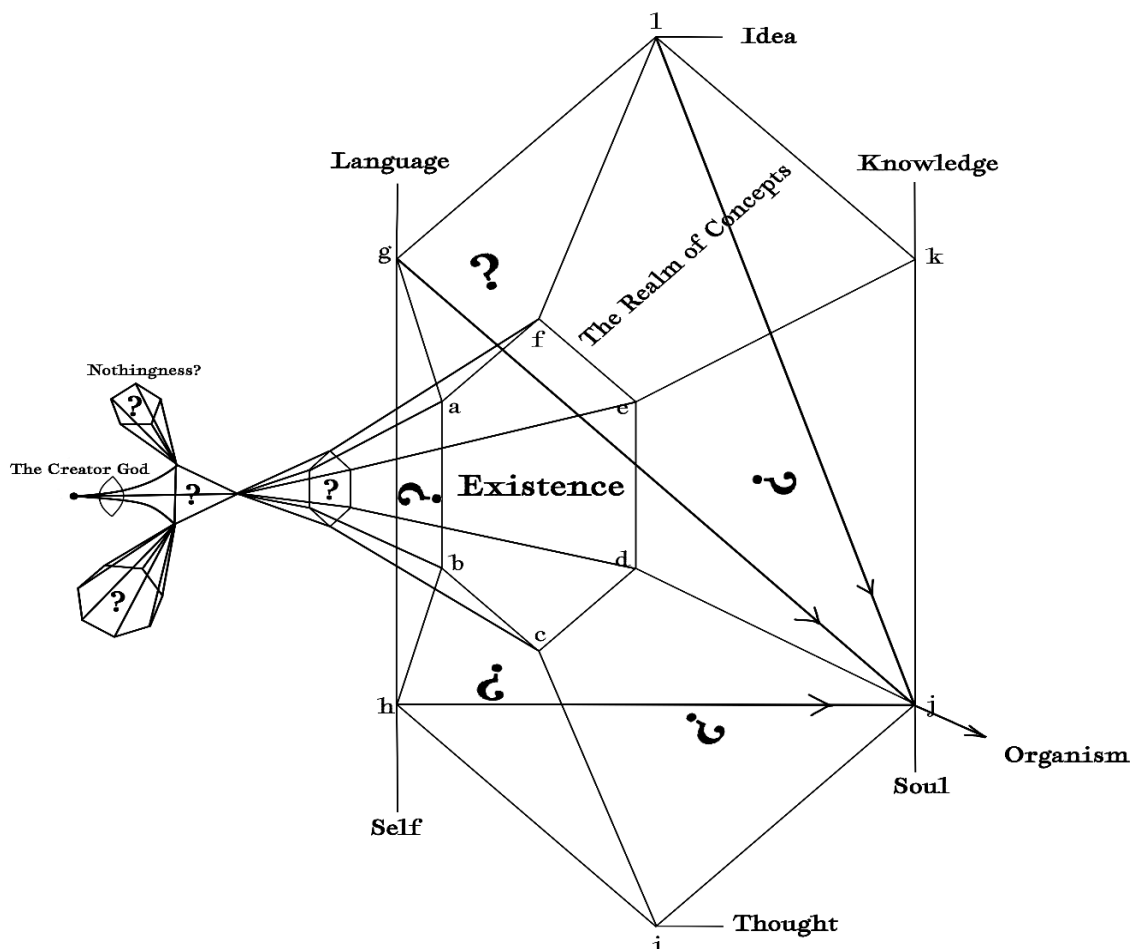 1
Idea
Language
Knowledge
The Realm of Concepts
g
k
?
f
Nothingness?
?
a
e
The Creator God
?
?
?
Existence
?
b
d
?
c
?
h
?
j
Organism
Soul
Self
Thought
i